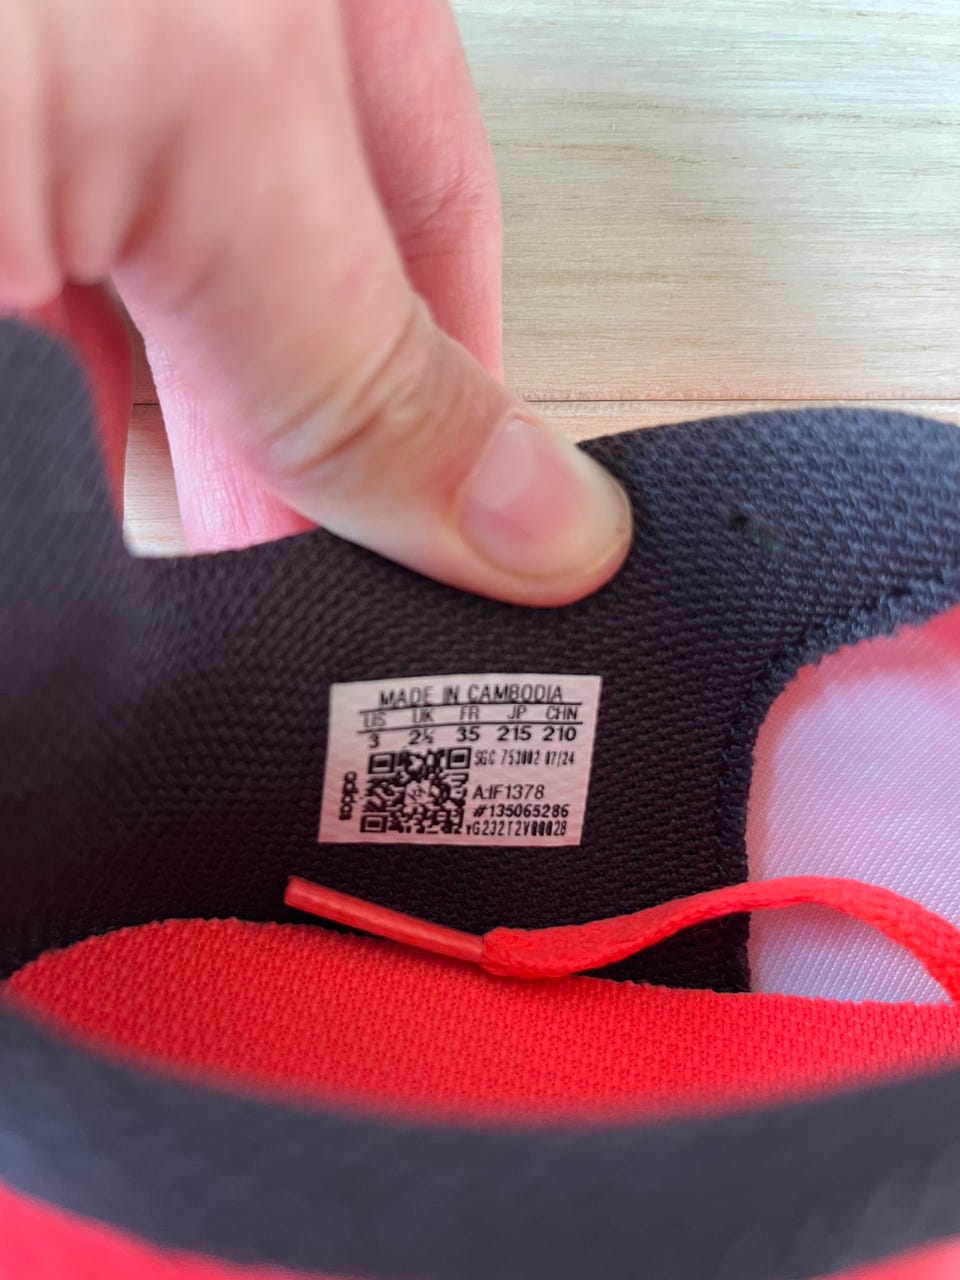 MADE IN CAMBODIA
US UK FR JP CHN
3 2½ 35 215 210
SGC 753002 07/24
adidas
A:IF1378
#135065286